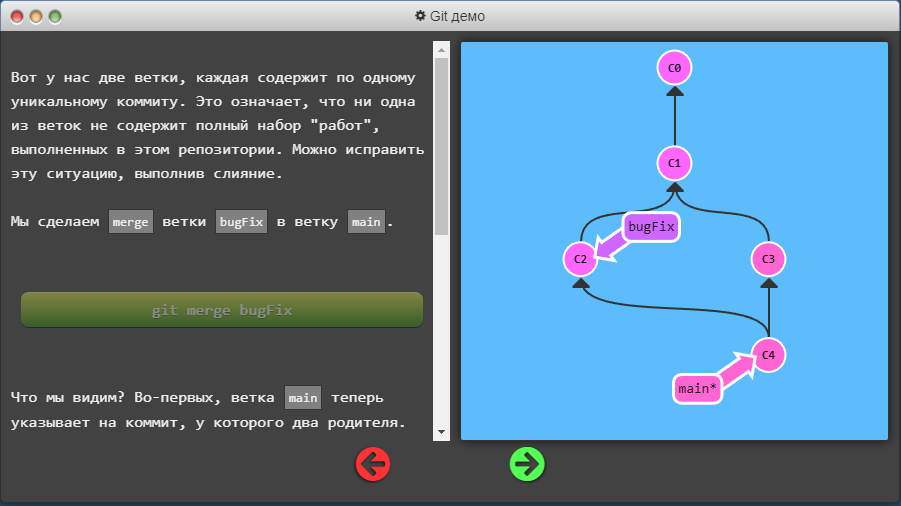 Git демо
Вот у нас две ветки, каждая содержит по одному
уникальному коммиту. Это означает, что ни одна
из веток не содержит полный набор "работ",
выполненных в этом репозитории. Можно исправить
эту ситуацию, выполнив слияние.
Мы сделаем merge ветки bugFix в ветку main.
git merge bugFix
Что мы видим? Во-первых, ветка main теперь
указывает на коммит, у которого два родителя.
C0
C1
bugFix
C2
C3
C4
main*